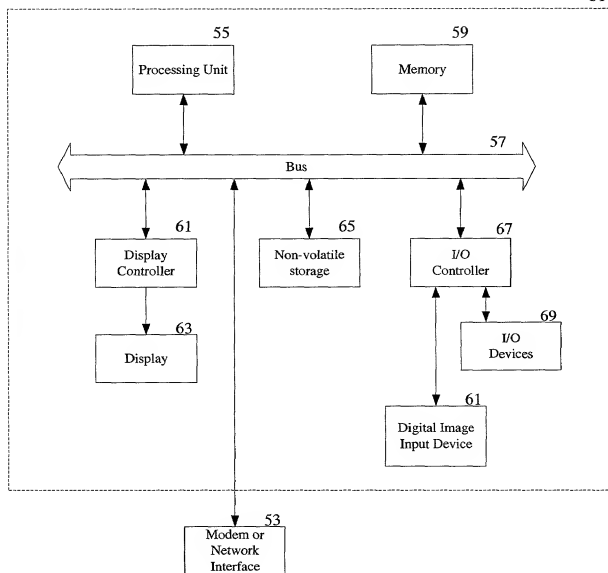 55
Processing Unit
59
Memory
57
Bus
61
Display
Controller
65
Non-volatile
storage
67
I/O
Controller
63
Display
69
I/O
Devices
61
Digital Image
Input Device
53
Modem or
Network
Interface